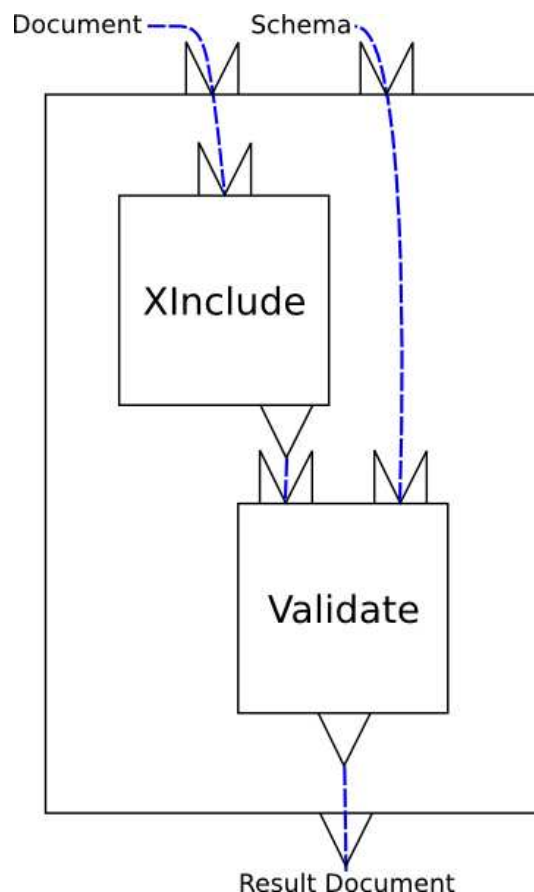 Document
Schema
XInclude
Validate
Result Document